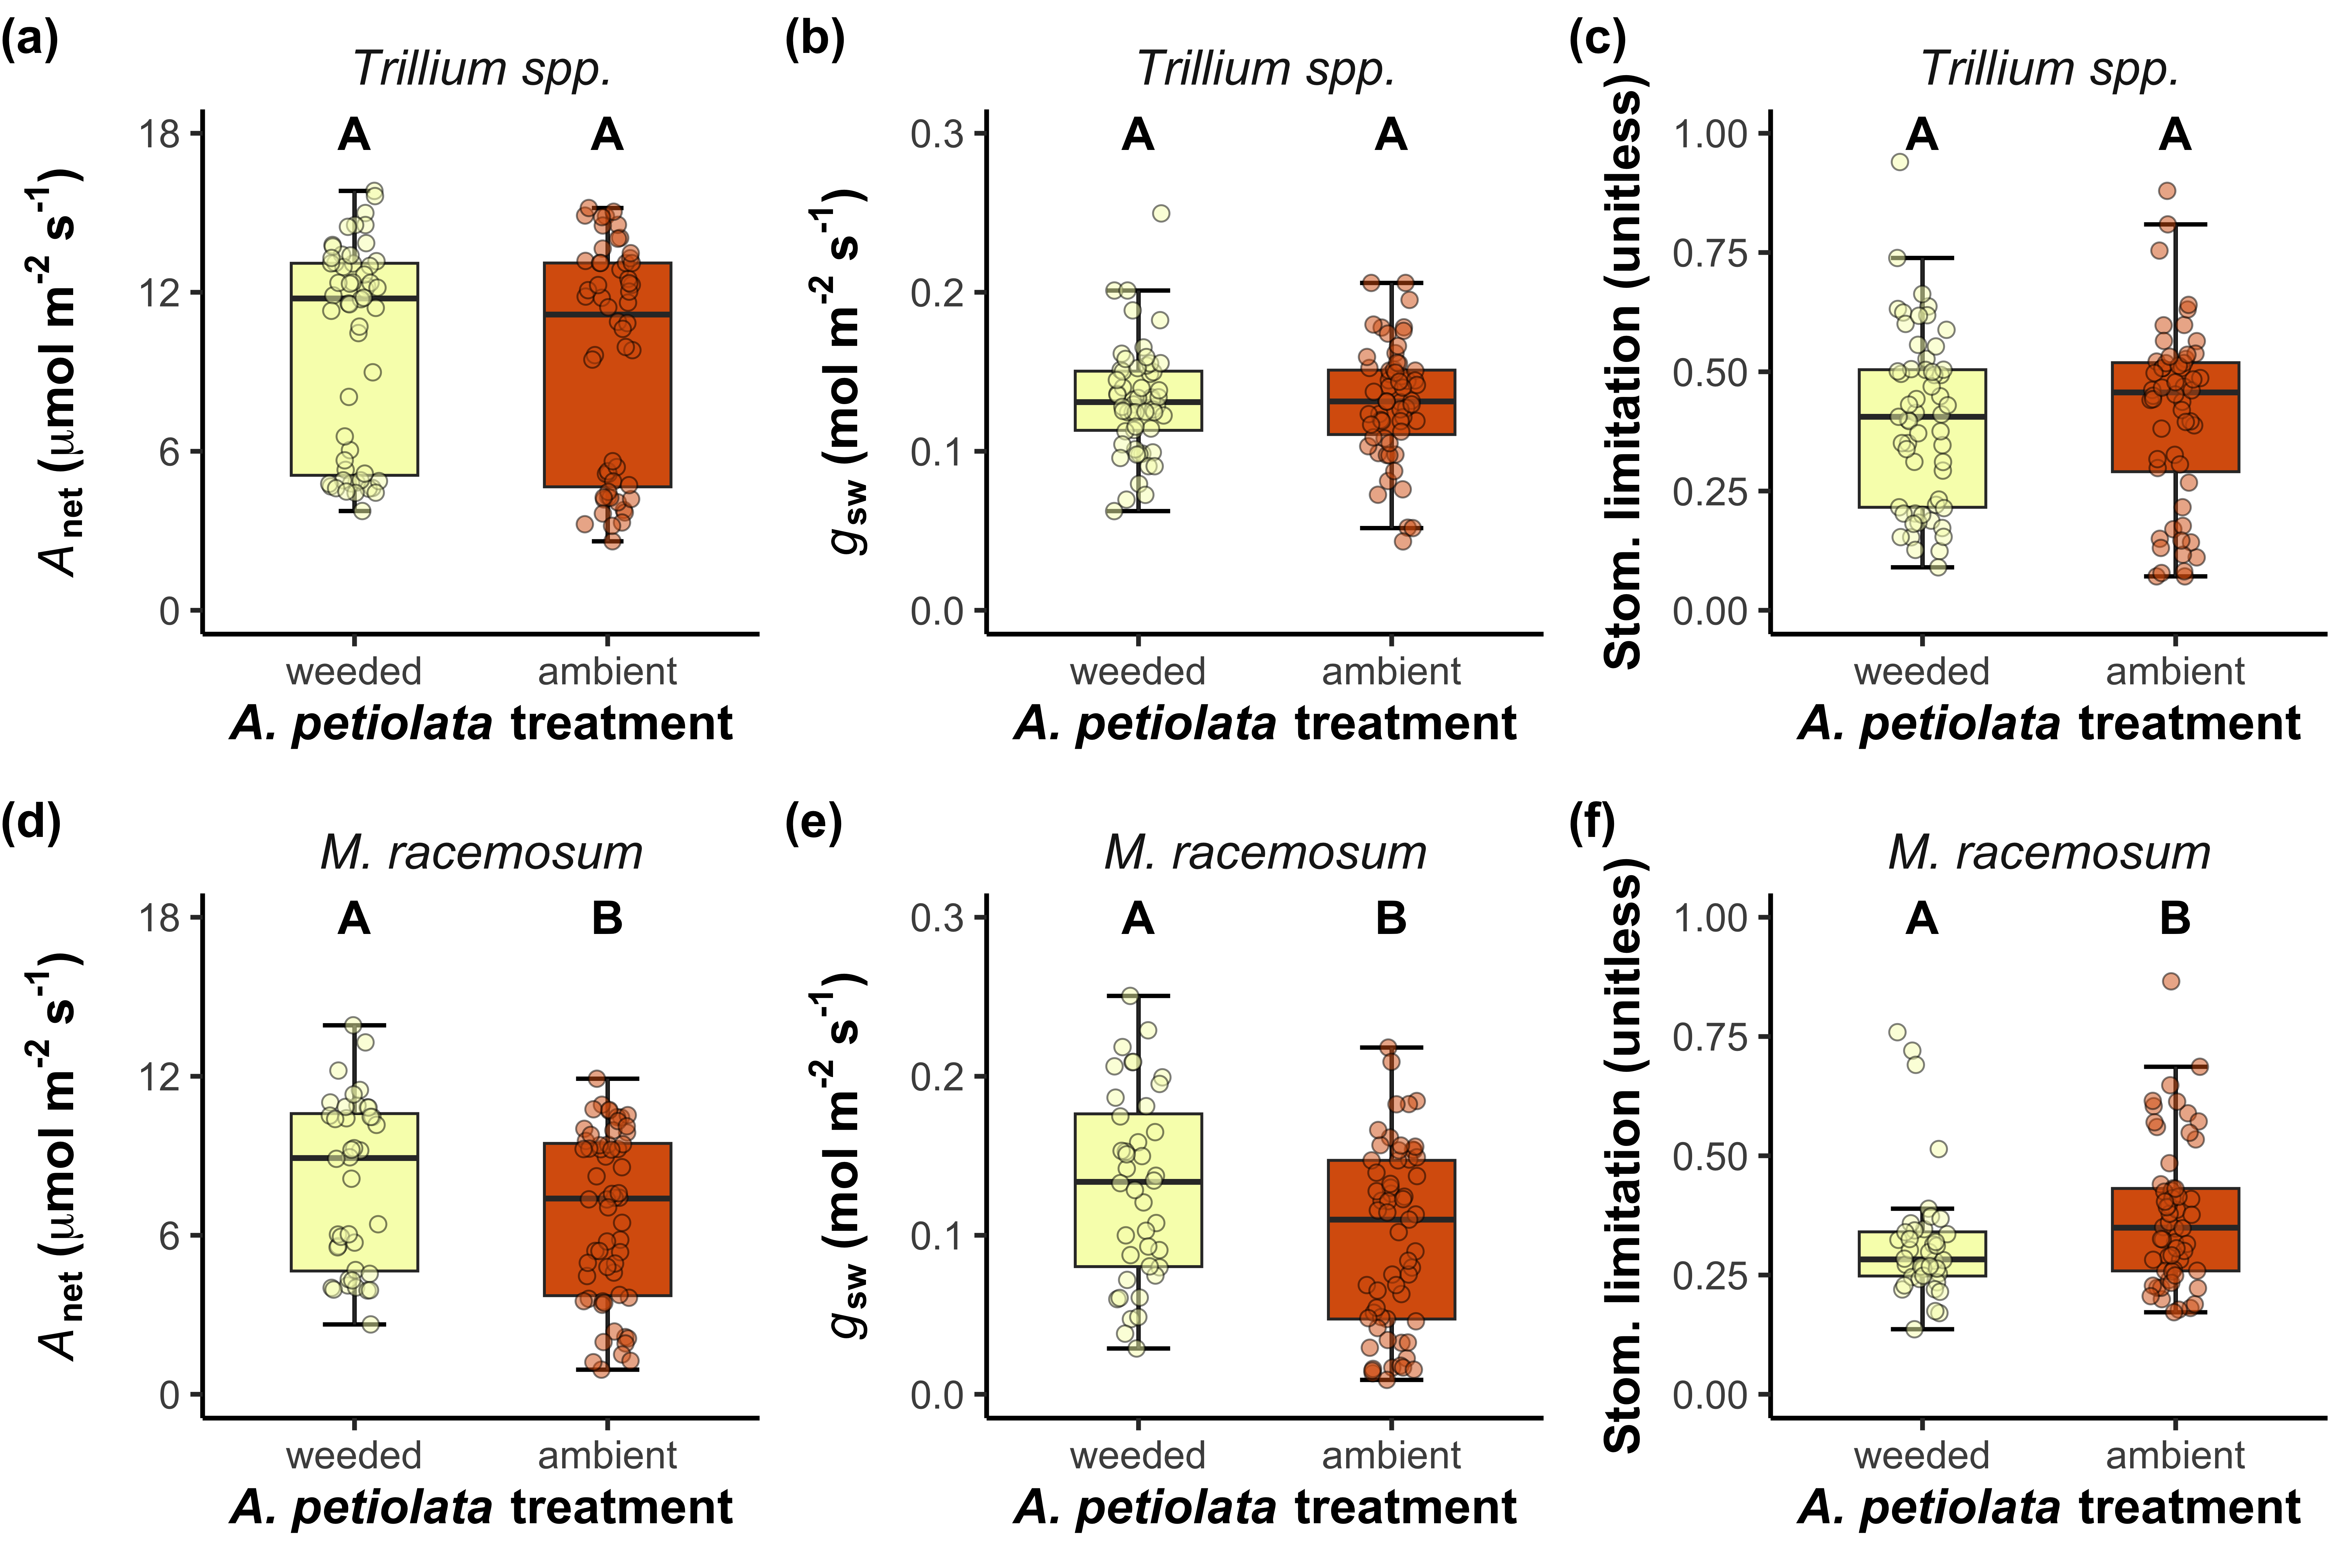 (a)
Trillium spp.
A A
18
12
6
0
Anet (μmol m-2 s-1)
weeded ambient
A. petiolata treatment
(b)
Trillium spp.
A A
0.3
0.2
0.1
0.0
gsw (mol m-2 s-1)
weeded ambient
A. petiolata treatment
(c)
Trillium spp.
A A
1.00
0.75
0.50
0.25
0.00
Stom. limitation (unitless)
weeded ambient
A. petiolata treatment
(d)
M. racemosum
A B
18
12
6
0
Anet (μmol m-2 s-1)
weeded ambient
A. petiolata treatment
(e)
M. racemosum
A B
0.3
0.2
0.1
0.0
gsw (mol m-2 s-1)
weeded ambient
A. petiolata treatment
(f)
M. racemosum
A B
1.00
0.75
0.50
0.25
0.00
Stom. limitation (unitless)
weeded ambient
A. petiolata treatment